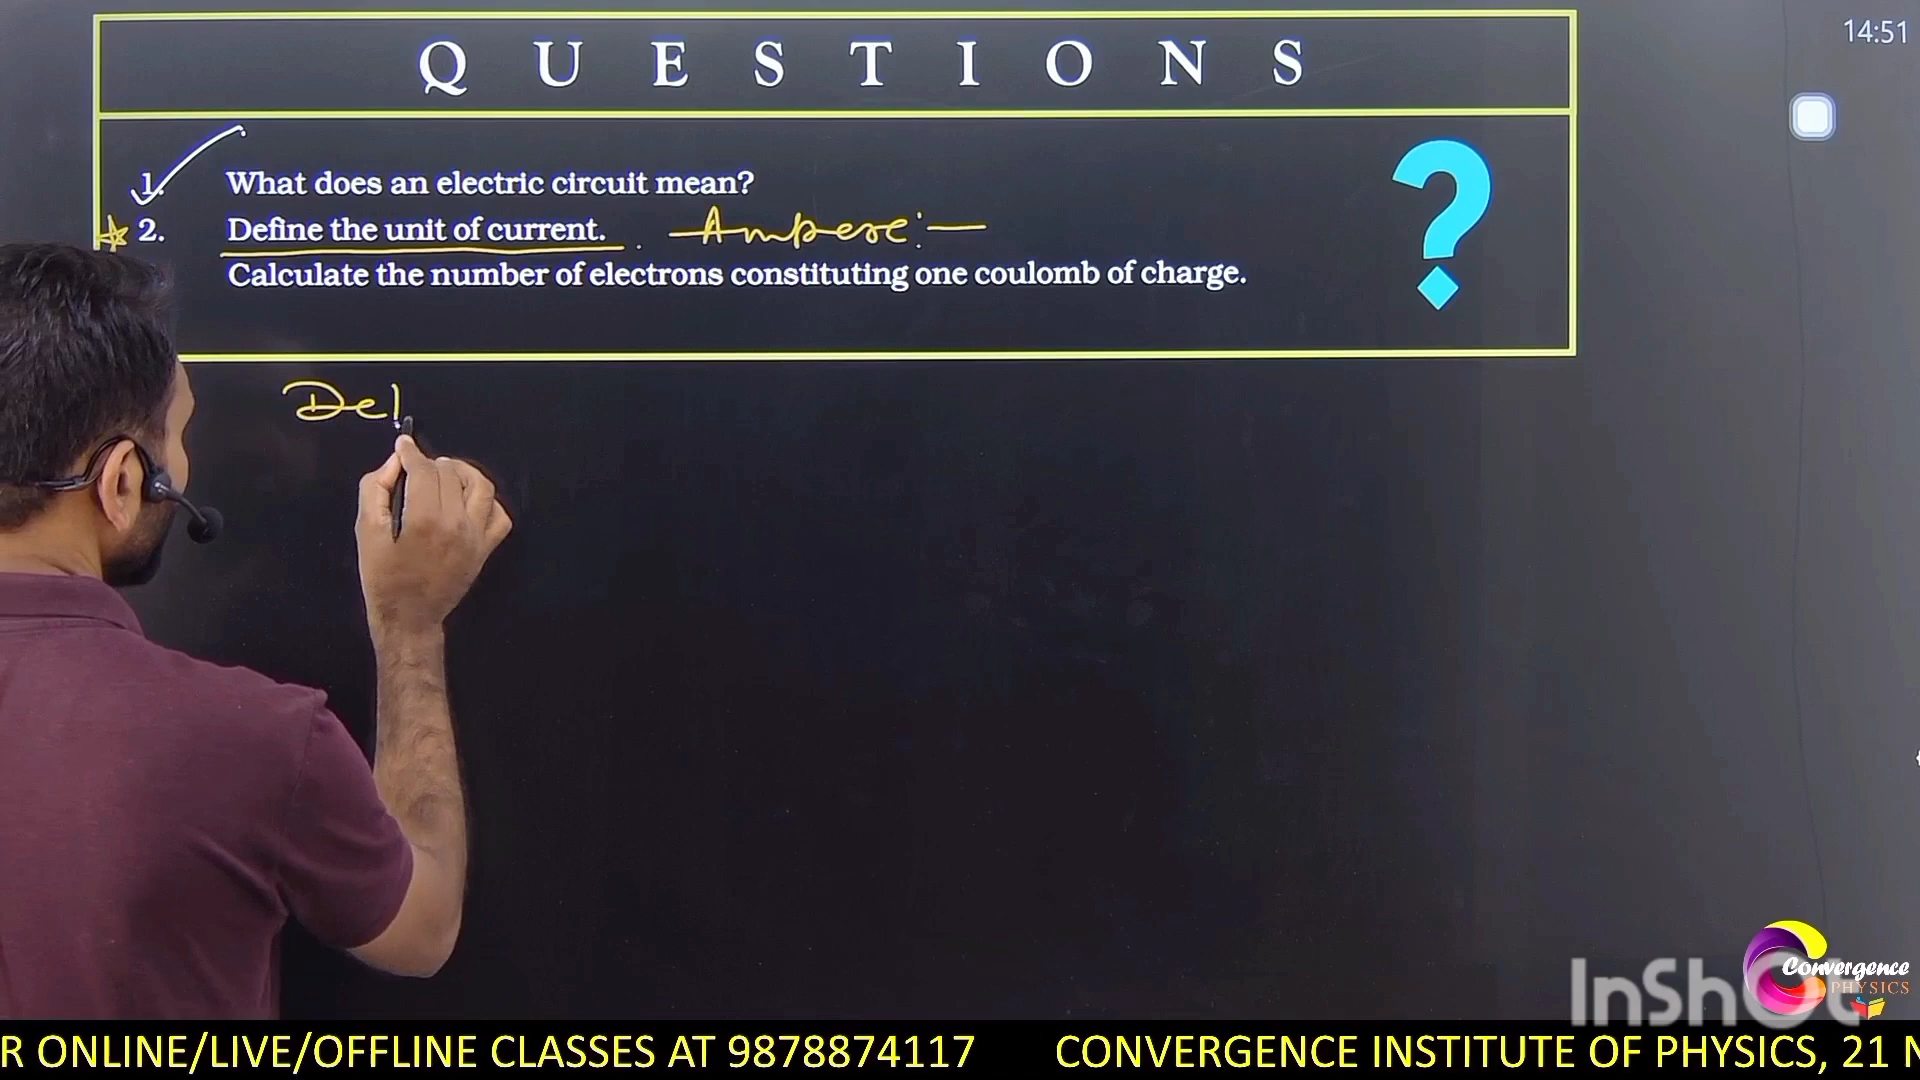 QUESTIONS
14:51
1. What does an electric circuit mean?
2. Define the unit of current. Ampere:-
Calculate the number of electrons constituting one coulomb of charge.
?
De
InShot
Convergence
PHYSICS
R ONLINE/LIVE/OFFLINE CLASSES AT 9878874117 CONVERGENCE INSTITUTE OF PHYSICS, 21